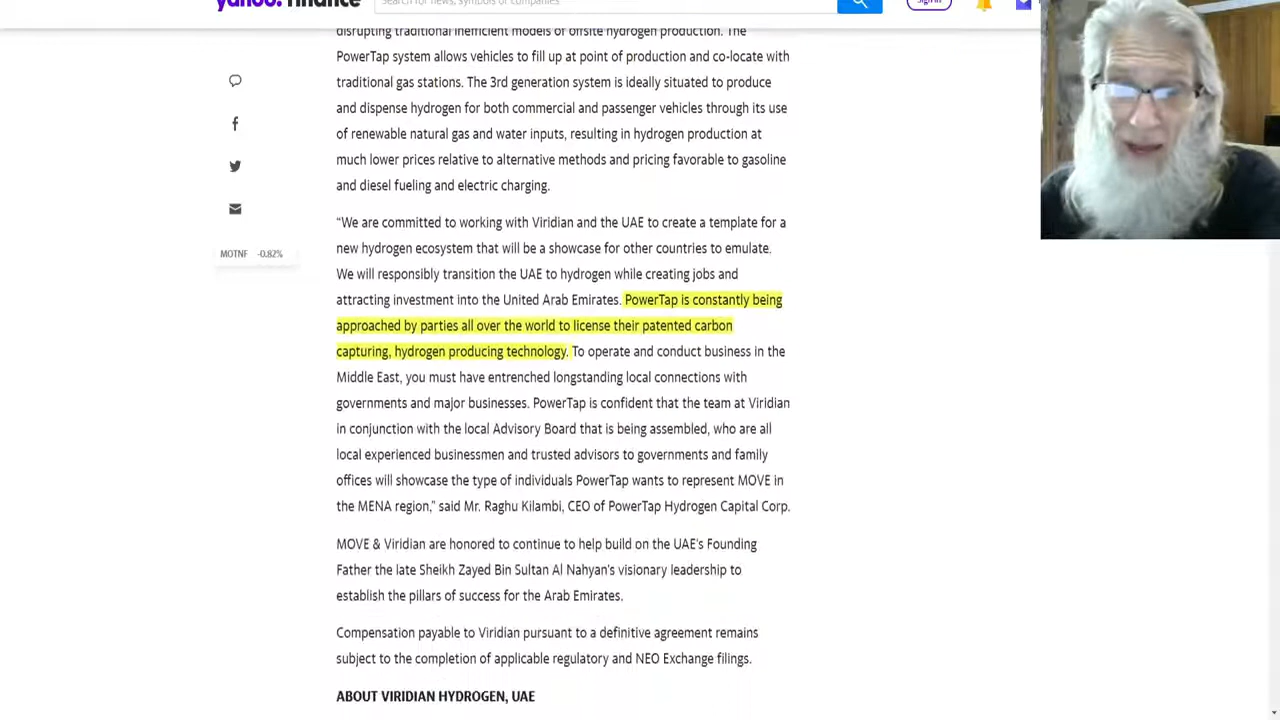 yahoo! finance
Search for news, symbols or companies
Sign in
disrupting traditional inefficient models of offsite hydrogen production. The
PowerTap system allows vehicles to fill up at point of production and co-locate with
traditional gas stations. The 3rd generation system is ideally situated to produce
and dispense hydrogen for both commercial and passenger vehicles through its use
of renewable natural gas and water inputs, resulting in hydrogen production at
much lower prices relative to alternative methods and pricing favorable to gasoline
and diesel fueling and electric charging.
MOTNF -0.82%
“We are committed to working with Viridian and the UAE to create a template for a
new hydrogen ecosystem that will be a showcase for other countries to emulate.
We will responsibly transition the UAE to hydrogen while creating jobs and
attracting investment into the United Arab Emirates. PowerTap is constantly being
approached by parties all over the world to license their patented carbon
capturing, hydrogen producing technology. To operate and conduct business in the
Middle East, you must have entrenched longstanding local connections with
governments and major businesses. PowerTap is confident that the team at Viridian
in conjunction with the local Advisory Board that is being assembled, who are all
local experienced businessmen and trusted advisors to governments and family
offices will showcase the type of individuals PowerTap wants to represent MOVE in
the MENA region,” said Mr. Raghu Kilambi, CEO of PowerTap Hydrogen Capital Corp.
MOVE & Viridian are honored to continue to help build on the UAE’s Founding
Father the late Sheikh Zayed Bin Sultan Al Nahyan’s visionary leadership to
establish the pillars of success for the Arab Emirates.
Compensation payable to Viridian pursuant to a definitive agreement remains
subject to the completion of applicable regulatory and NEO Exchange filings.
ABOUT VIRIDIAN HYDROGEN, UAE